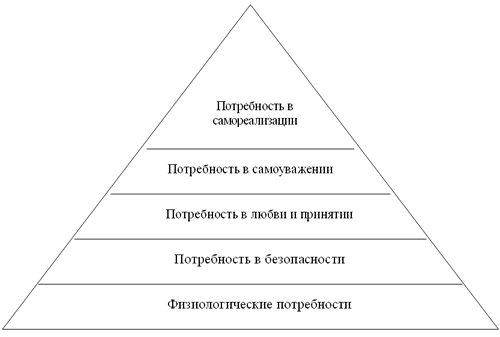 Потребность в
самореализации
Потребность в самоуважении
Потребность в любви и принятии
Потребность в безопасности
Физиологические потребности